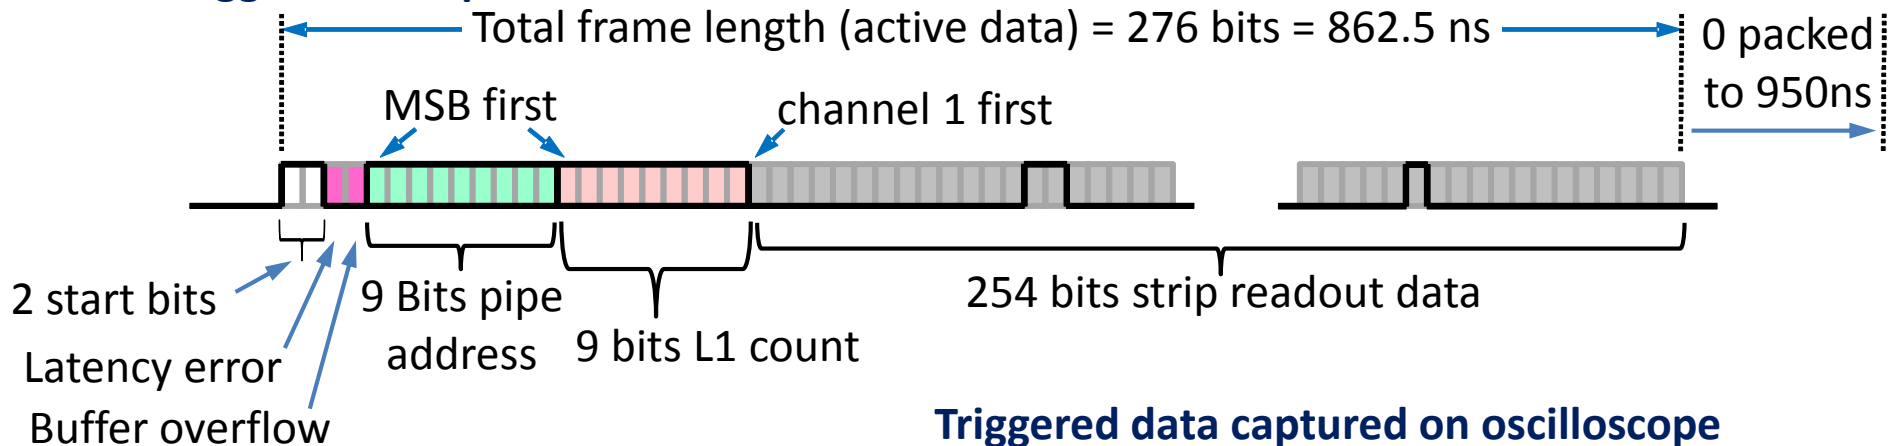 Total frame length (active data) = 276 bits = 862.5 ns
0 packed
to 950ns
MSB first
channel 1 first
2 start bits
9 Bits pipe
address
9 bits L1 count
254 bits strip readout data
Latency error
Buffer overflow
Triggered data captured on oscilloscope